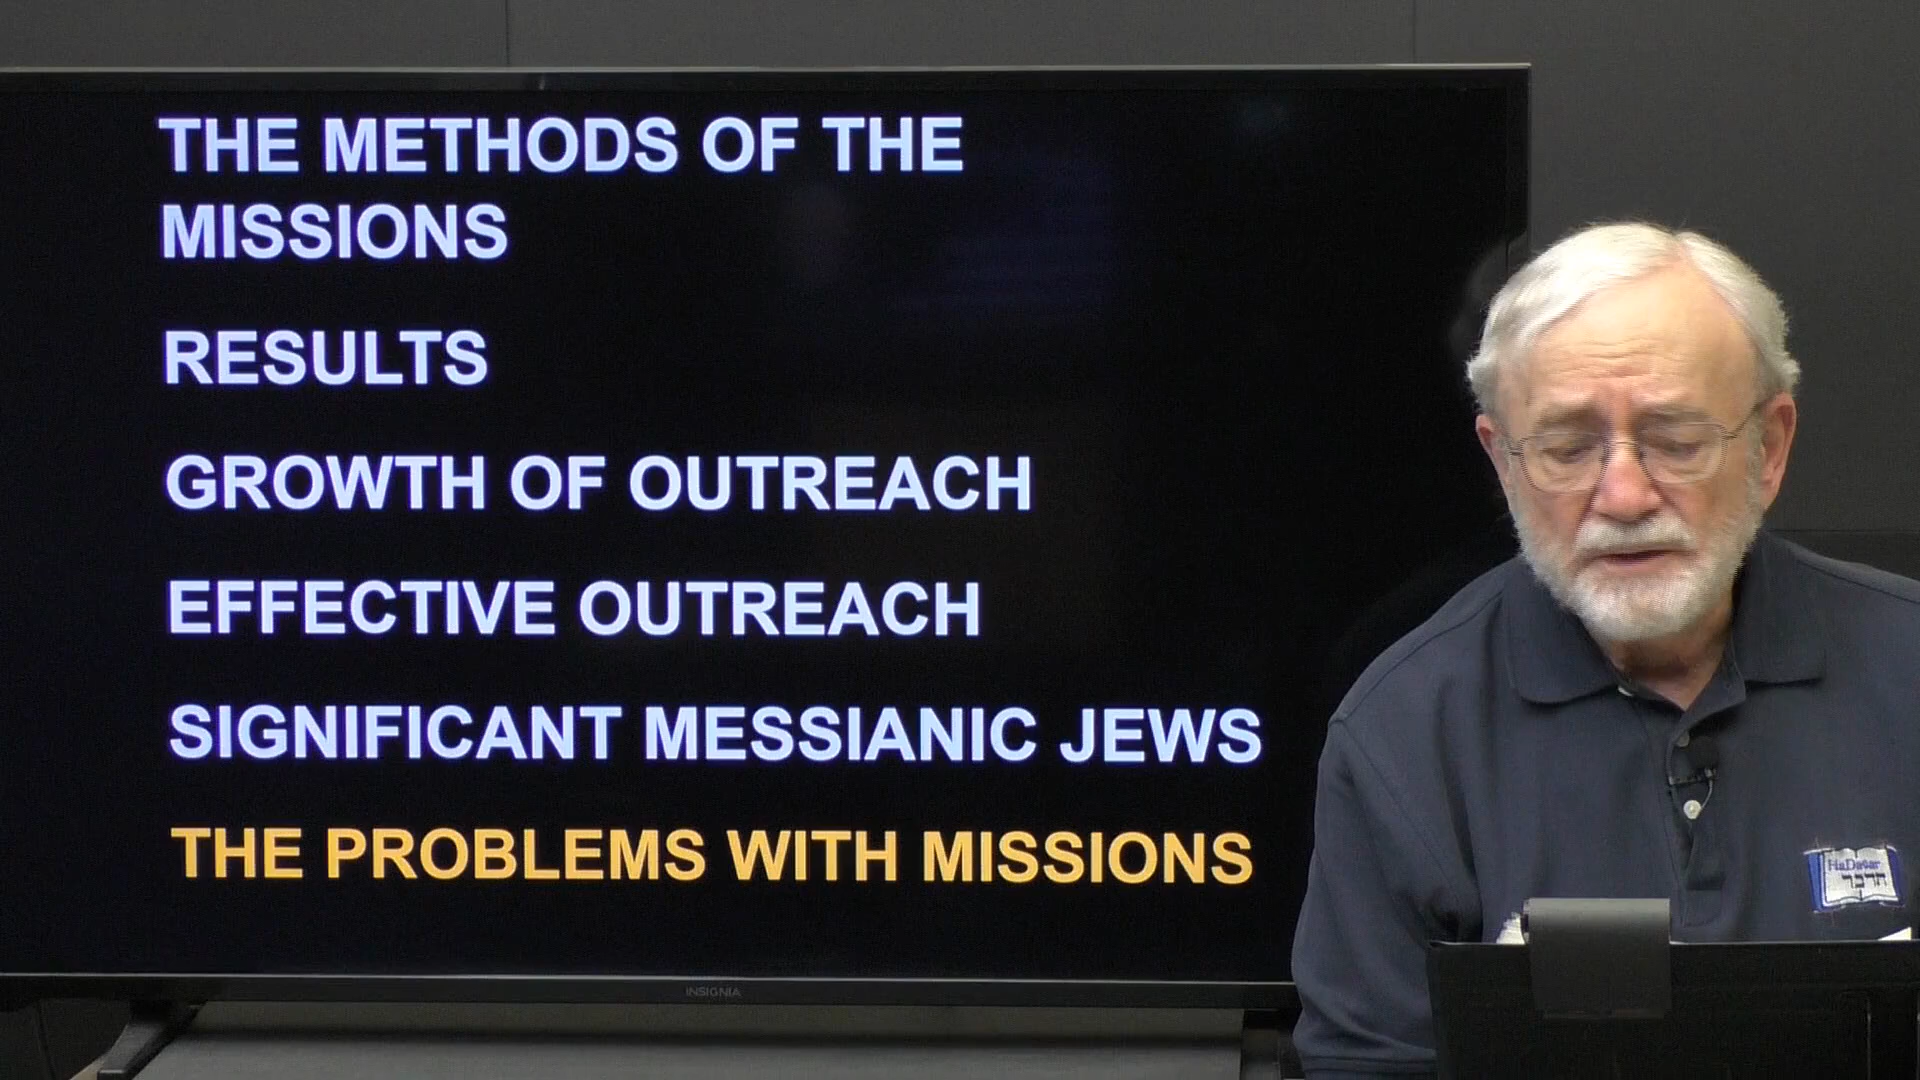 THE METHODS OF THE
MISSIONS
RESULTS
GROWTH OF OUTREACH
EFFECTIVE OUTREACH
SIGNIFICANT MESSIANIC JEWS
THE PROBLEMS WITH MISSIONS
INSIGNIA
HaDavar
הדבר